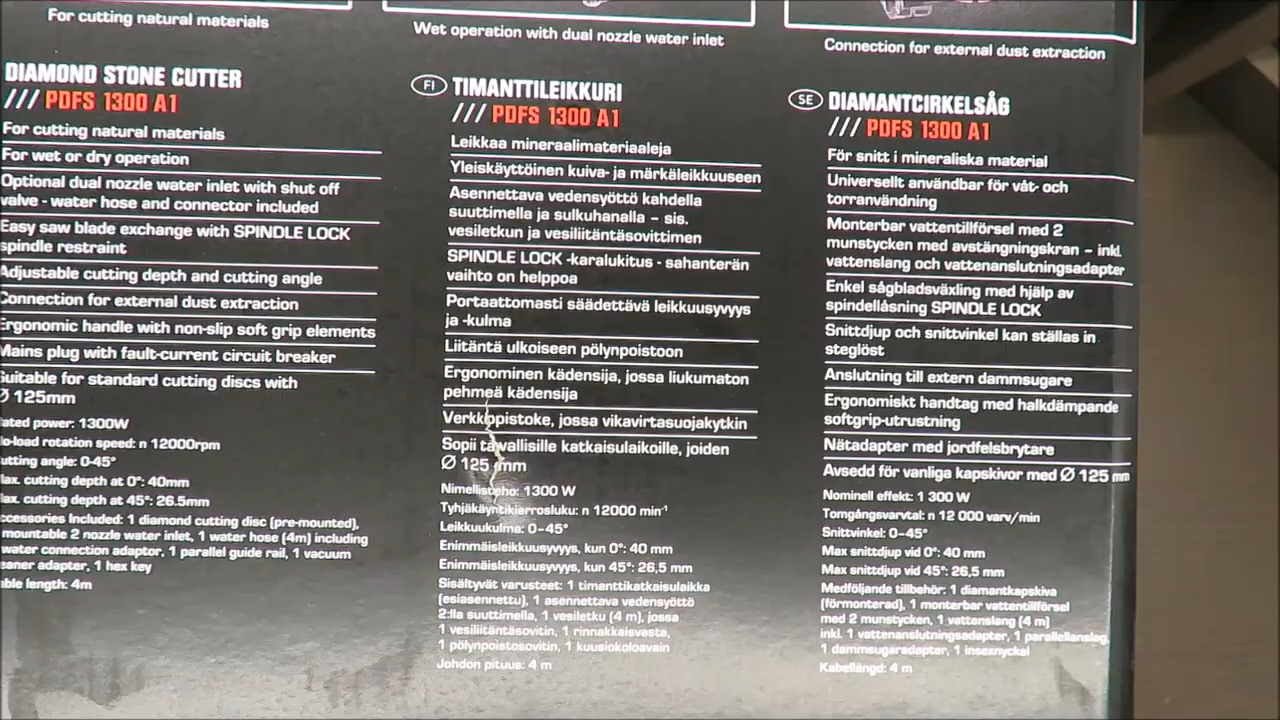 For cutting natural materials
Wet operation with dual nozzle water inlet
Connection for external dust extraction
DIAMOND STONE CUTTER
/// PDFS 1300 A1
For cutting natural materials
For wet or dry operation
Optional dual nozzle water inlet with shut off
valve - water hose and connector included
Easy saw blade exchange with SPINDLE LOCK
spindle restraint
Adjustable cutting depth and cutting angle
Connection for external dust extraction
Ergonomic handle with non-slip soft grip elements
Mains plug with fault-current circuit breaker
Suitable for standard cutting discs with
Ø 125mm
ated power: 1300W
lo-load rotation speed: n 12000rpm
utting angle: 0-45°
ax. cutting depth at 0°: 40mm
ax. cutting depth at 45°: 26.5mm
ccessories Included: 1 diamond cutting disc (pre-mounted),
mountable 2 nozzle water inlet, 1 water hose (4m) including
water connection adaptor, 1 parallel guide rail, 1 vacuum
eaner adapter, 1 hex key
ble length: 4m
FI TIMANTTILEIKKURI
/// PDFS 1300 A1
Leikkaa mineraalimateriaaleja
Yleiskäyttöinen kuiva- ja märkäleikkuuseen
Asennettava vedensyöttö kahdella
suuttimella ja sulkuhanalla – sis.
vesiletkun ja vesiliitäntäsovittimen
SPINDLE LOCK -karalukitus - sahanterän
vaihto on helppoa
Portaattomasti säädettävä leikkuusyvyys
ja -kulma
Liitäntä ulkoiseen pölynpoistoon
Ergonominen kädensija, jossa liukumaton
pehmeä kädensija
Verkkopistoke, jossa vikavirtasuojakytkin
Sopii tavallisille katkaisulaikoille, joiden
Ø 125 mm
Nimellisteho: 1300 W
Tyhjäkäyntikierrosluku: n 12000 min⁻¹
Leikkuukulma: 0–45°
Enimmäisleikkuusyvyys, kun 0°: 40 mm
Enimmäisleikkuusyvyys, kun 45°: 26,5 mm
Sisältyvät varusteet: 1 timanttikatkaisulaikka
(esiasennettu), 1 asennettava vedensyöttö
2:lla suuttimella, 1 vesiletku (4 m), jossa
1 vesiliitäntäsovitin, 1 rinnakkaisvaste,
1 pölynpoistosovitin, 1 kuusiokoloavain
Johdon pituus: 4 m
SE DIAMANTCIRKELSÅG
/// PDFS 1300 A1
För snitt i mineraliska material
Universellt användbar för våt- och
torranvändning
Monterbar vattentillförsel med 2
munstycken med avstängningskran – inkl.
vattenslang och vattenanslutningsadapter
Enkel sågbladsväxling med hjälp av
spindellåsning SPINDLE LOCK
Snittdjup och snittvinkel kan ställas in
steglöst
Anslutning till extern dammsugare
Ergonomiskt handtag med halkdämpande
softgrip-utrustning
Nätadapter med jordfelsbrytare
Avsedd för vanliga kapskivor med Ø 125 mm
Nominell effekt: 1 300 W
Tomgångsvarvtal: n 12 000 varv/min
Snittvinkel: 0–45°
Max snittdjup vid 0°: 40 mm
Max snittdjup vid 45°: 26,5 mm
Medföljande tillbehör: 1 diamantkapskiva
(förmonterad), 1 monterbar vattentillförsel
med 2 munstycken, 1 vattenslang (4 m)
inkl. 1 vattenanslutningsadapter, 1 parallellanslag,
1 dammsugaradapter, 1 insexnyckel
Kabellängd: 4 m